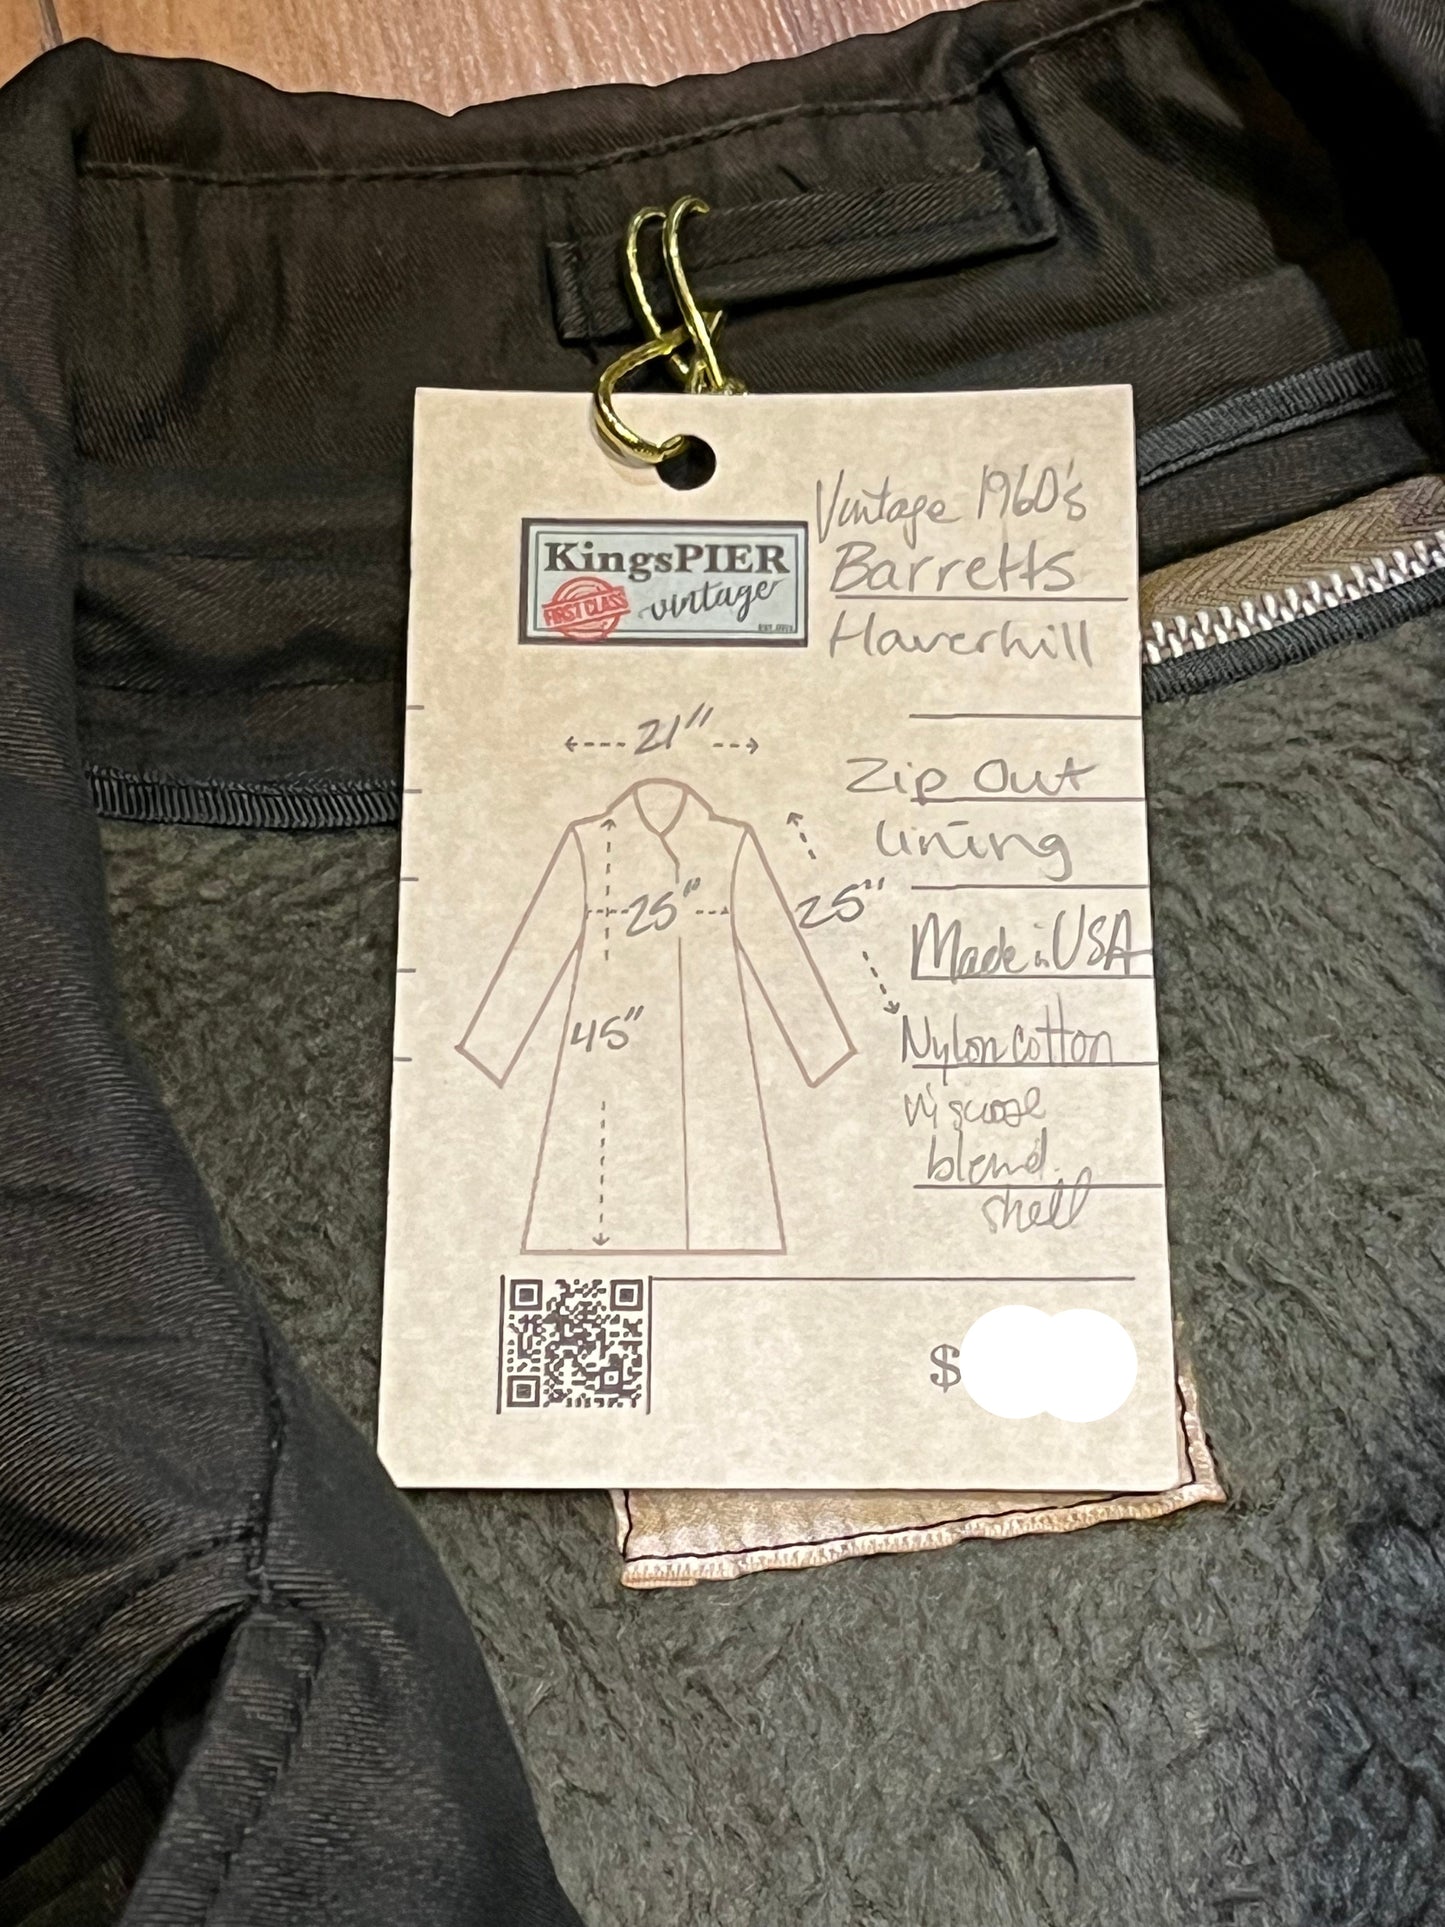 KingsPIER
vintage
FIRST CLASS
Vintage 1960's
Barretts
Haverhill
Zip Out
lining
Made in USA
Nylon cotton
viscose
blend
shell
21"
25"
25"
45"
$